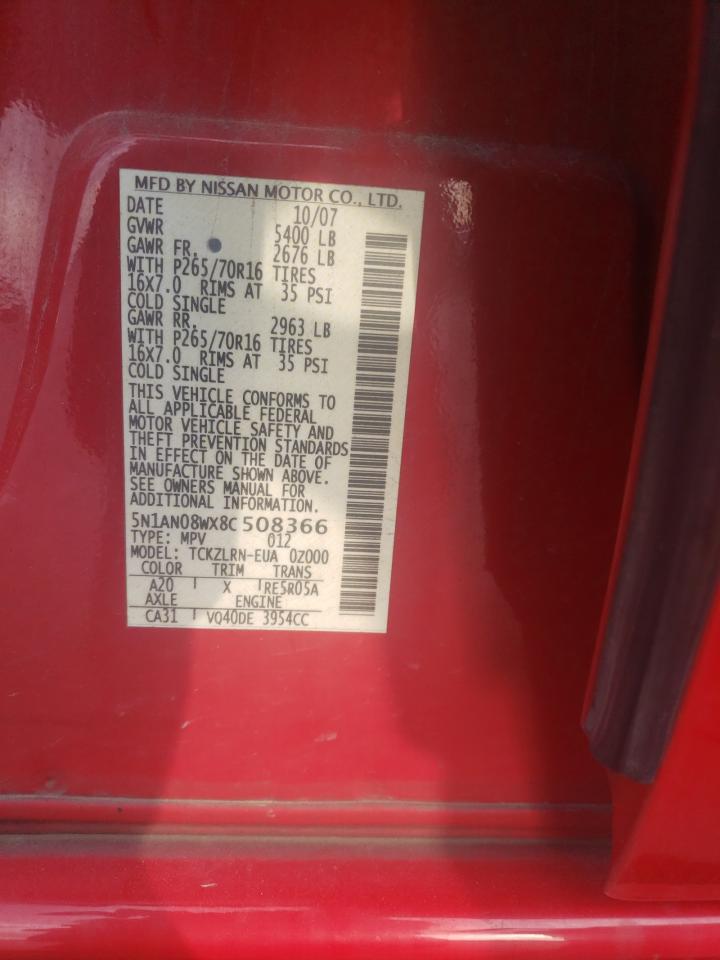 MFD BY NISSAN MOTOR CO., LTD.
DATE 10/07
GVWR 5400 LB
GAWR FR. 2676 LB
WITH P265/70R16 TIRES
16X7.0 RIMS AT 35 PSI
COLD SINGLE
GAWR RR. 2963 LB
WITH P265/70R16 TIRES
16X7.0 RIMS AT 35 PSI
COLD SINGLE
THIS VEHICLE CONFORMS TO
ALL APPLICABLE FEDERAL
MOTOR VEHICLE SAFETY AND
THEFT PREVENTION STANDARDS
IN EFFECT ON THE DATE OF
MANUFACTURE SHOWN ABOVE.
SEE OWNERS MANUAL FOR
ADDITIONAL INFORMATION.
5N1AN08WX8C 508366
TYPE: MPV 012
MODEL: TCKZLRN-EUA 0Z000
COLOR TRIM TRANS
A20 X RE5R05A
AXLE ENGINE
CA31 VQ40DE 3954CC